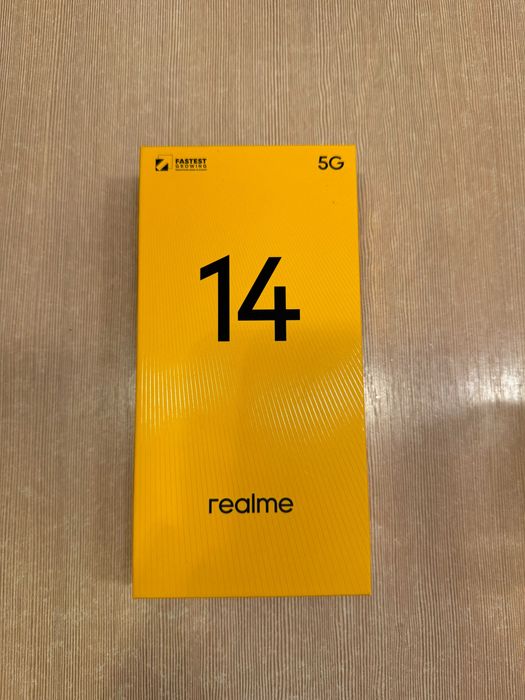 FASTEST
GROWING
5G
14
realme